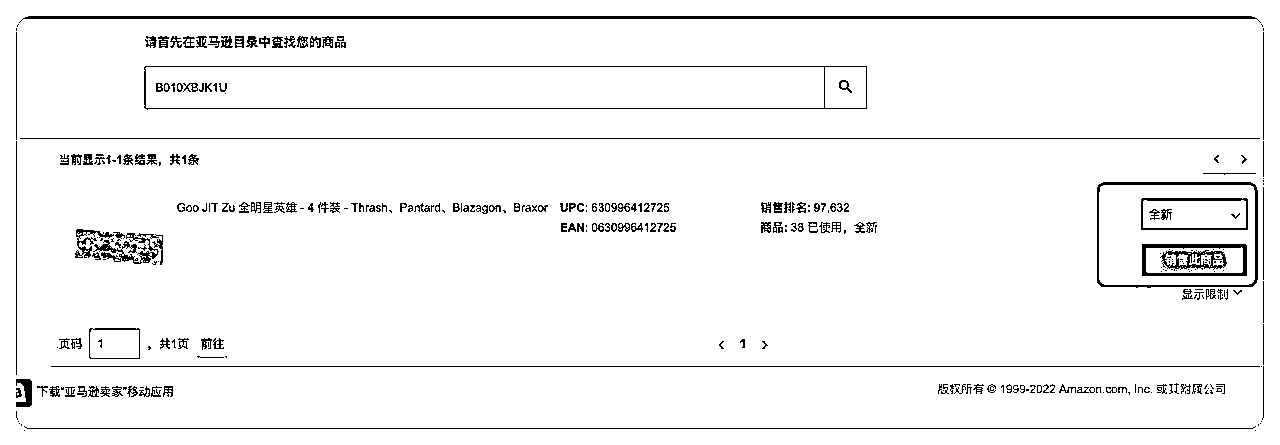 请首先在亚马逊目录中查找您的商品
B010XBJK1U
当前显示1-1条结果，共1条
Goo JIT Zu 全明星英雄 - 4 件装 - Thrash、Pantard、Blazagon、Braxor
UPC: 630996412725
EAN: 0630996412725
销售排名: 97,632
商品: 38 已使用，全新
全新
销售此商品
显示限制
页码 1 ，共1页 前往
1
下载“亚马逊卖家”移动应用
版权所有 © 1999-2022 Amazon.com, Inc. 或其附属公司